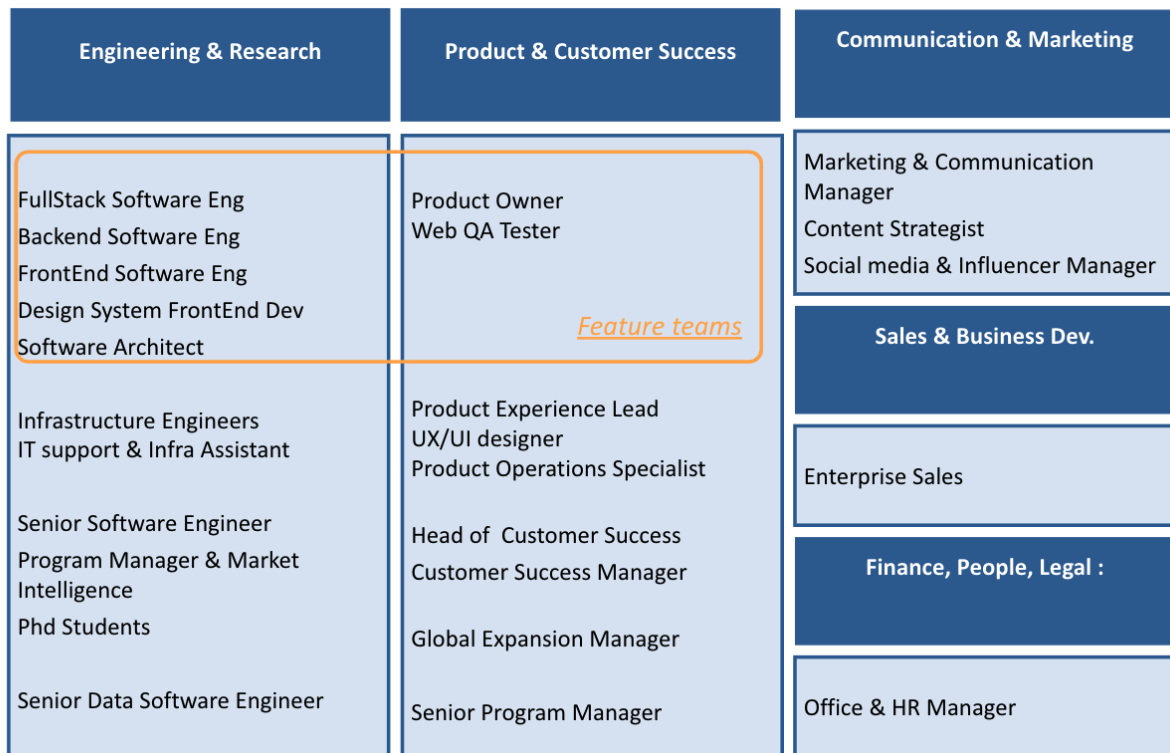 Engineering & Research
FullStack Software Eng
Backend Software Eng
FrontEnd Software Eng
Design System FrontEnd Dev
Software Architect
Infrastructure Engineers
IT support & Infra Assistant
Senior Software Engineer
Program Manager & Market
Intelligence
Phd Students
Senior Data Software Engineer
Product & Customer Success
Product Owner
Web QA Tester
Feature teams
Product Experience Lead
UX/UI designer
Product Operations Specialist
Head of  Customer Success
Customer Success Manager
Global Expansion Manager
Senior Program Manager
Communication & Marketing
Marketing & Communication
Manager
Content Strategist
Social media & Influencer Manager
Sales & Business Dev.
Enterprise Sales
Finance, People, Legal :
Office & HR Manager